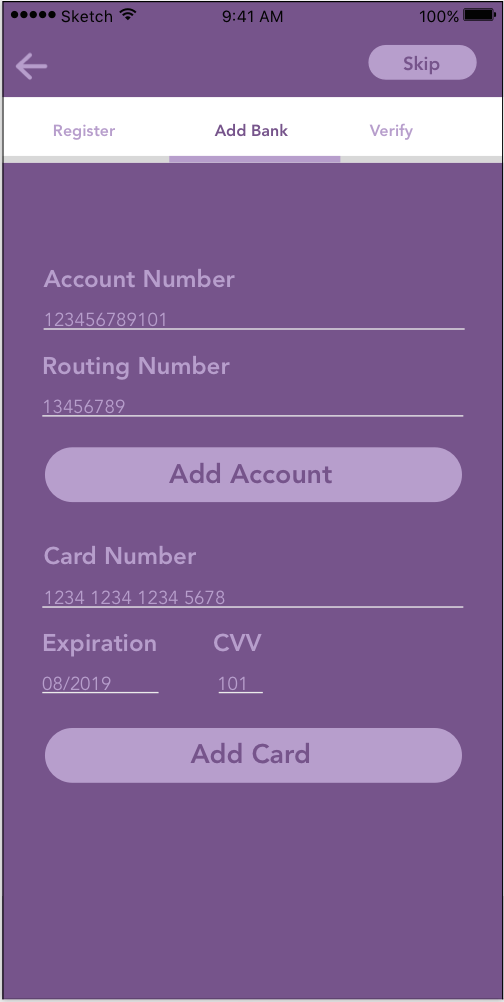 Sketch 9:41 AM 100%
Skip
Register Add Bank Verify
Account Number
123456789101
Routing Number
13456789
Add Account
Card Number
1234 1234 1234 5678
Expiration CVV
08/2019 101
Add Card